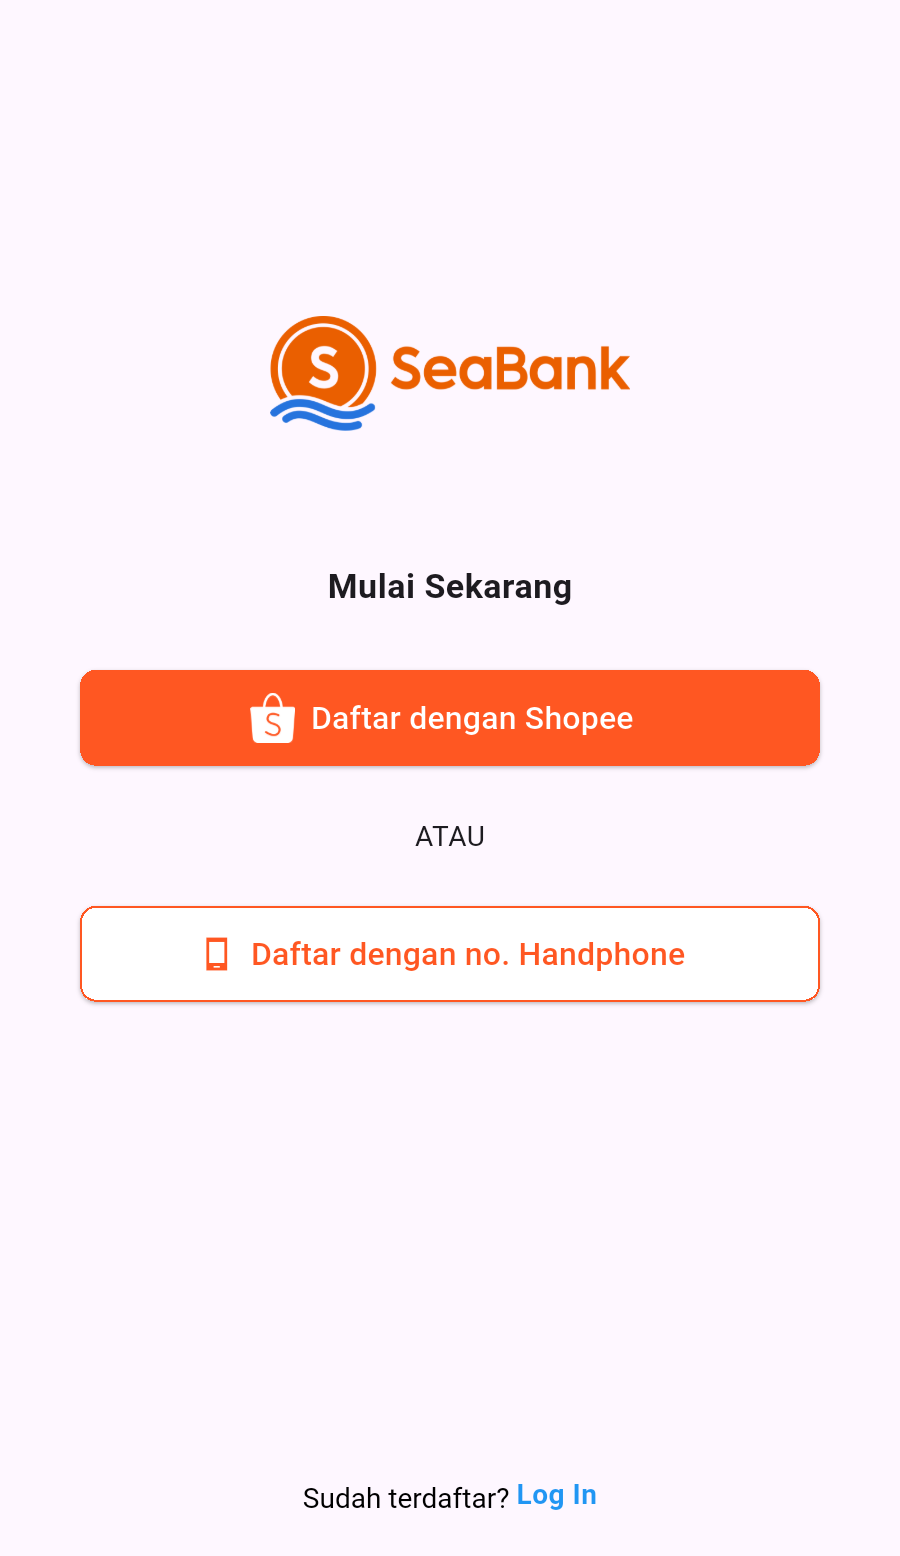 SeaBank
Mulai Sekarang
Daftar dengan Shopee
ATAU
Daftar dengan no. Handphone
Sudah terdaftar? Log In